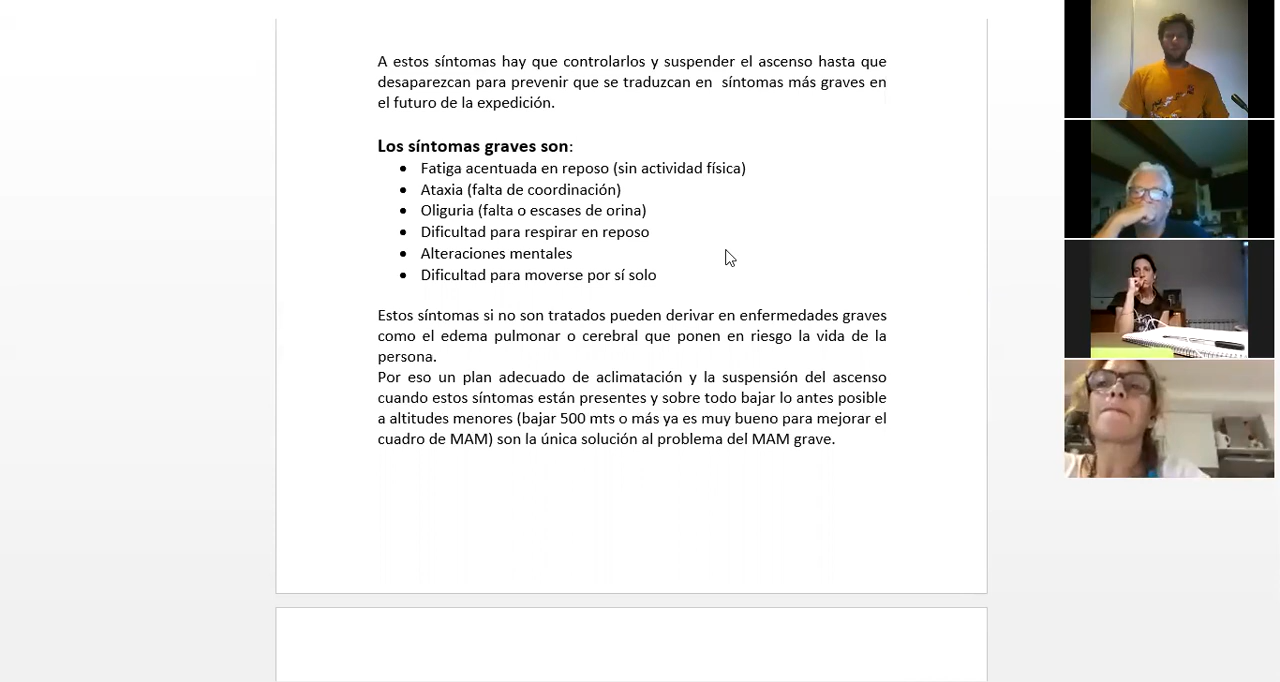 A estos síntomas hay que controlarlos y suspender el ascenso hasta que
desaparezcan para prevenir que se traduzcan en síntomas más graves en
el futuro de la expedición.
Los síntomas graves son:
• Fatiga acentuada en reposo (sin actividad física)
• Ataxia (falta de coordinación)
• Oliguria (falta o escases de orina)
• Dificultad para respirar en reposo
• Alteraciones mentales
• Dificultad para moverse por sí solo
Estos síntomas si no son tratados pueden derivar en enfermedades graves
como el edema pulmonar o cerebral que ponen en riesgo la vida de la
persona.
Por eso un plan adecuado de aclimatación y la suspensión del ascenso
cuando estos síntomas están presentes y sobre todo bajar lo antes posible
a altitudes menores (bajar 500 mts o más ya es muy bueno para mejorar el
cuadro de MAM) son la única solución al problema del MAM grave.